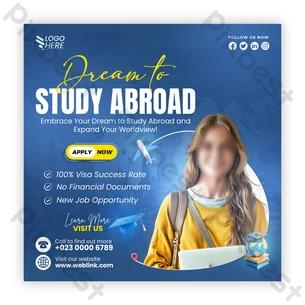 LOGO
HERE
FOLLOW US NOW
Dream to
STUDY ABROAD
Embrace Your Dream to Study Abroad and
Expand Your Worldview!
APPLY NOW
100% Visa Success Rate
No Financial Documents
New Job Opportunity
Learn More
VISIT US
Call to find out more
+023 0000 6789
Visit our website
www.weblink.com